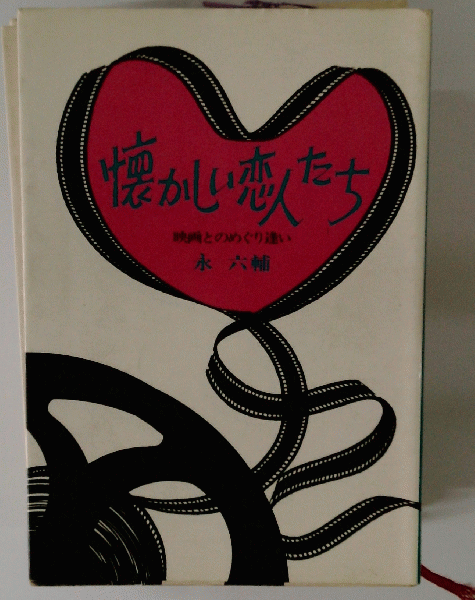 懐かしい恋人たち
映画とのめぐり逢い
永 六輔